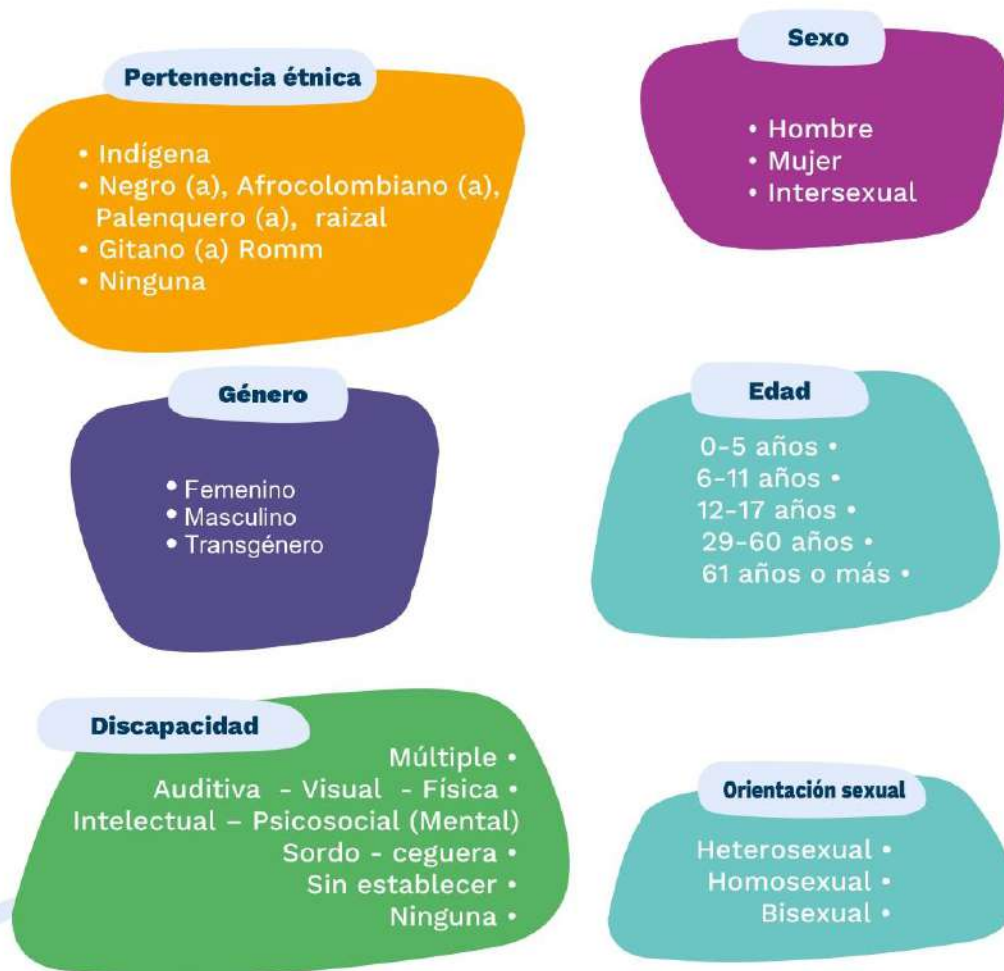 Pertenencia étnica
• Indígena
• Negro (a), Afrocolombiano (a),
Palenquero (a), raizal
• Gitano (a) Romm
• Ninguna
Sexo
• Hombre
• Mujer
• Intersexual
Género
• Femenino
• Masculino
• Transgénero
Edad
0-5 años •
6-11 años •
12-17 años •
29-60 años •
61 años o más •
Discapacidad
Múltiple •
Auditiva - Visual - Física •
Intelectual – Psicosocial (Mental)
Sordo - ceguera •
Sin establecer •
Ninguna •
Orientación sexual
Heterosexual •
Homosexual •
Bisexual •